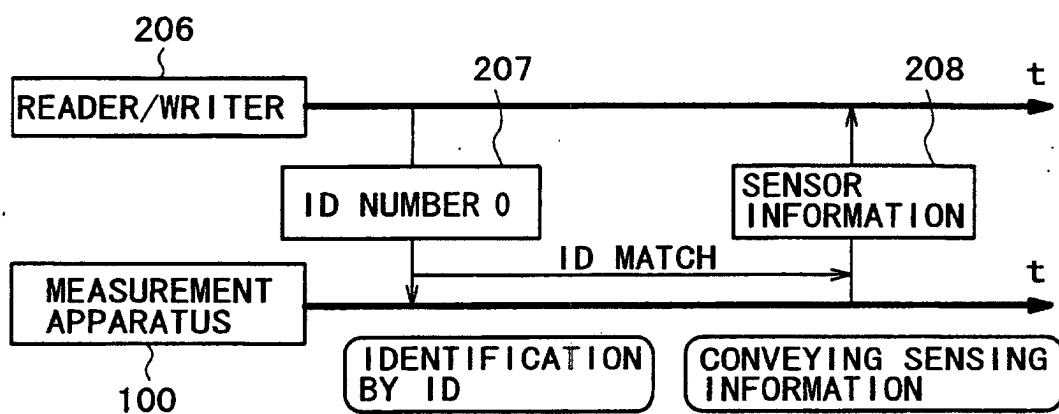 206
207
208
t
READER/WRITER
ID NUMBER 0
SENSOR
INFORMATION
ID MATCH
t
MEASUREMENT
APPARATUS
IDENTIFICATION
BY ID
CONVEYING SENSING
INFORMATION
100